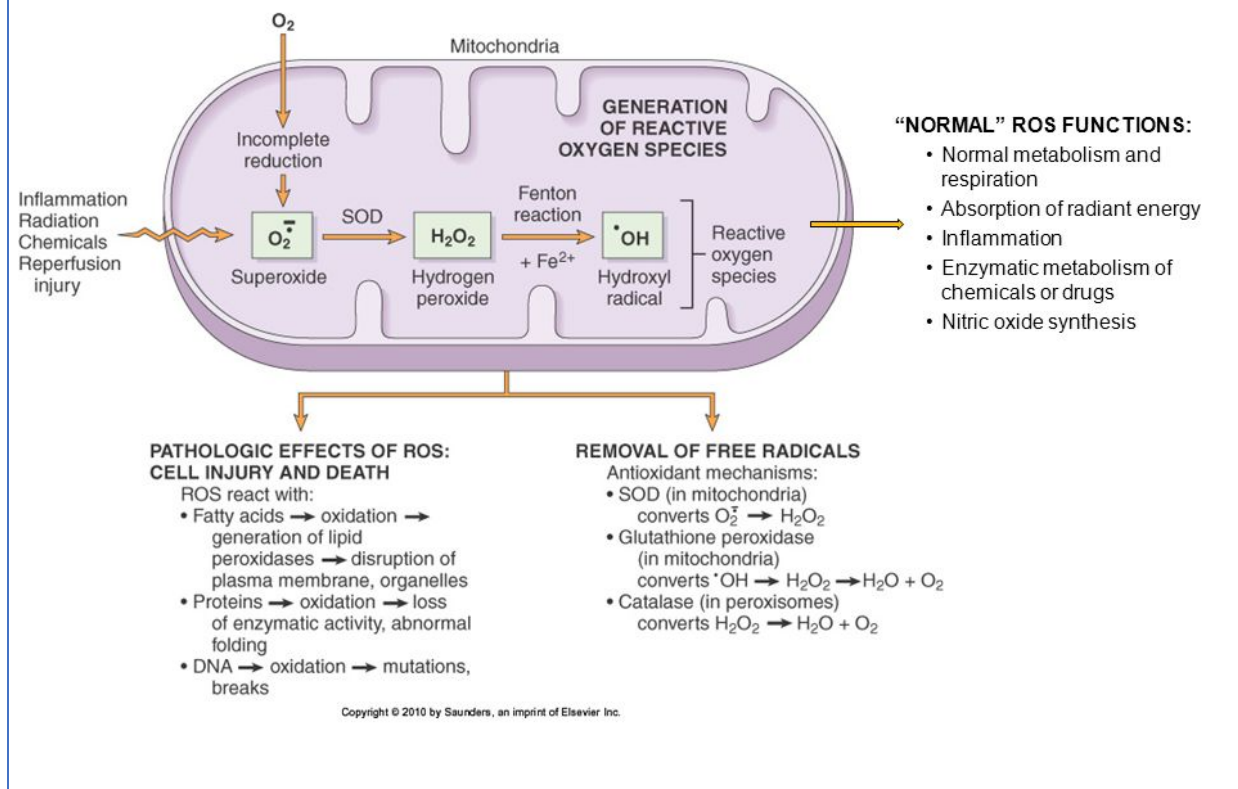 O₂
Mitochondria
GENERATION
OF REACTIVE
OXYGEN SPECIES
Incomplete
reduction
Inflammation
Radiation
Chemicals
Reperfusion
injury
O₂•̄
Superoxide
SOD
H₂O₂
Hydrogen
peroxide
Fenton
reaction
+ Fe²⁺
•OH
Hydroxyl
radical
Reactive
oxygen
species
“NORMAL” ROS FUNCTIONS:
• Normal metabolism and
respiration
• Absorption of radiant energy
• Inflammation
• Enzymatic metabolism of
chemicals or drugs
• Nitric oxide synthesis
PATHOLOGIC EFFECTS OF ROS:
CELL INJURY AND DEATH
ROS react with:
• Fatty acids → oxidation →
generation of lipid
peroxidases → disruption of
plasma membrane, organelles
• Proteins → oxidation → loss
of enzymatic activity, abnormal
folding
• DNA → oxidation → mutations,
breaks
REMOVAL OF FREE RADICALS
Antioxidant mechanisms:
• SOD (in mitochondria)
converts O₂•̄ → H₂O₂
• Glutathione peroxidase
(in mitochondria)
converts •OH → H₂O₂ → H₂O + O₂
• Catalase (in peroxisomes)
converts H₂O₂ → H₂O + O₂
Copyright © 2010 by Saunders, an imprint of Elsevier Inc.